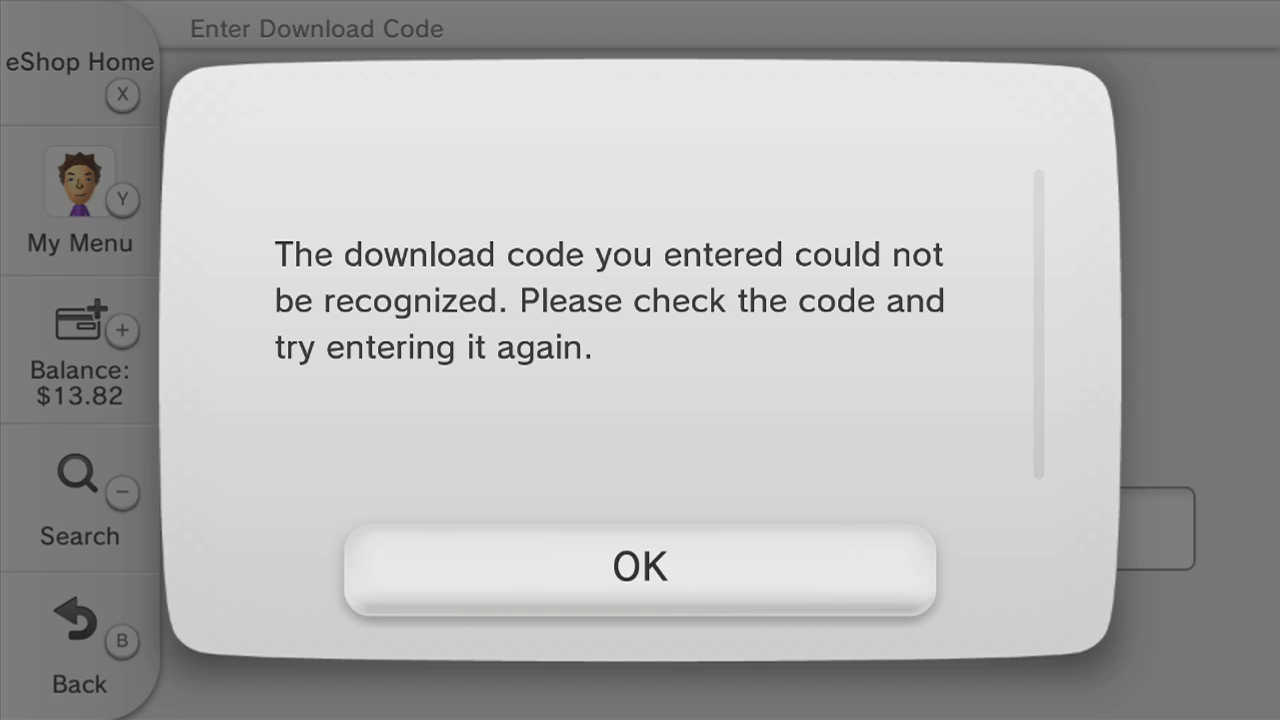 Enter Download Code
eShop Home
X
Y
My Menu
+
Balance:
$13.82
−
Search
B
Back
The download code you entered could not
be recognized. Please check the code and
try entering it again.
OK